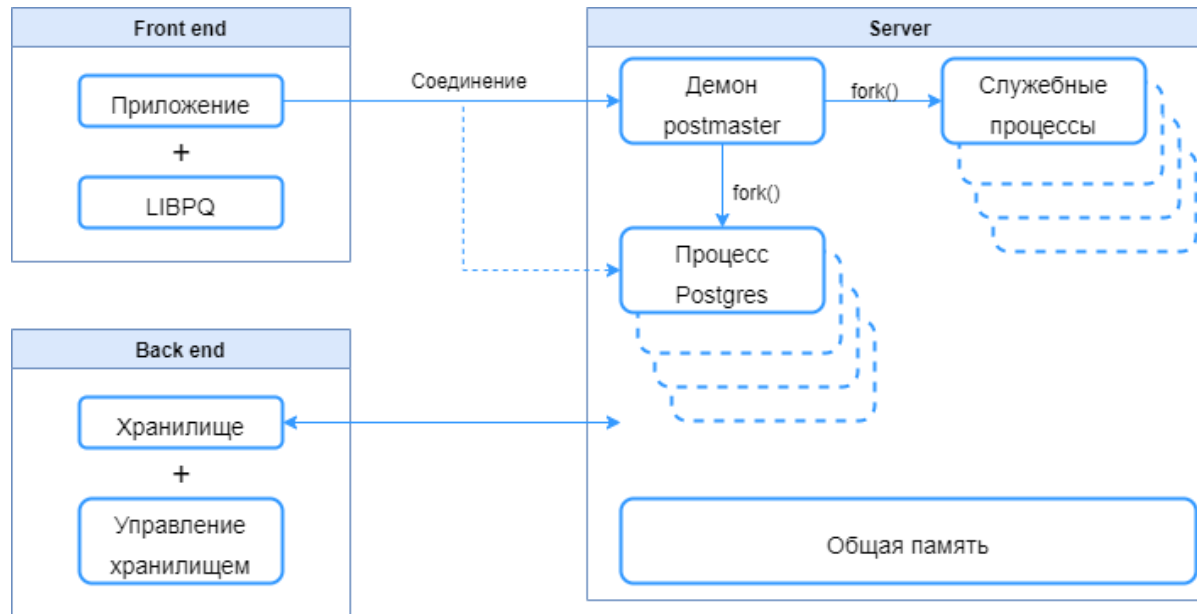 Front end
Приложение
+
LIBPQ
Соединение
Server
Демон
postmaster
fork()
Служебные
процессы
fork()
Процесс
Postgres
Общая память
Back end
Хранилище
+
Управление
хранилищем